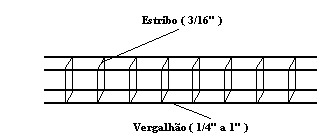 Estribo ( 3/16" )
Vergalhão ( 1/4" a 1" )